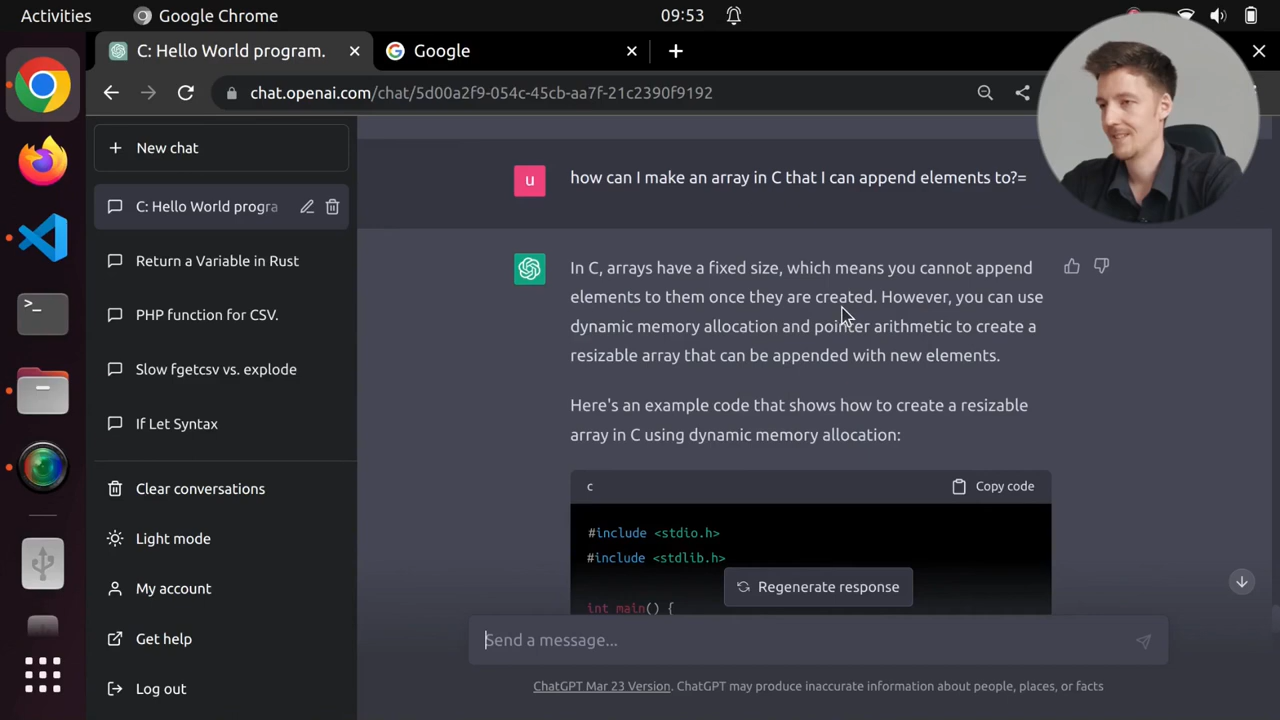 Activities
Google Chrome
09:53
C: Hello World program.
Google
chat.openai.com/chat/5d00a2f9-054c-45cb-aa7f-21c2390f9192
New chat
C: Hello World progra
Return a Variable in Rust
PHP function for CSV.
Slow fgetcsv vs. explode
If Let Syntax
Clear conversations
Light mode
My account
Get help
Log out
u
how can I make an array in C that I can append elements to?=
In C, arrays have a fixed size, which means you cannot append
elements to them once they are created. However, you can use
dynamic memory allocation and pointer arithmetic to create a
resizable array that can be appended with new elements.
Here's an example code that shows how to create a resizable
array in C using dynamic memory allocation:
c
Copy code
#include <stdio.h>
#include <stdlib.h>
int main() {
Regenerate response
Send a message...
ChatGPT Mar 23 Version. ChatGPT may produce inaccurate information about people, places, or facts